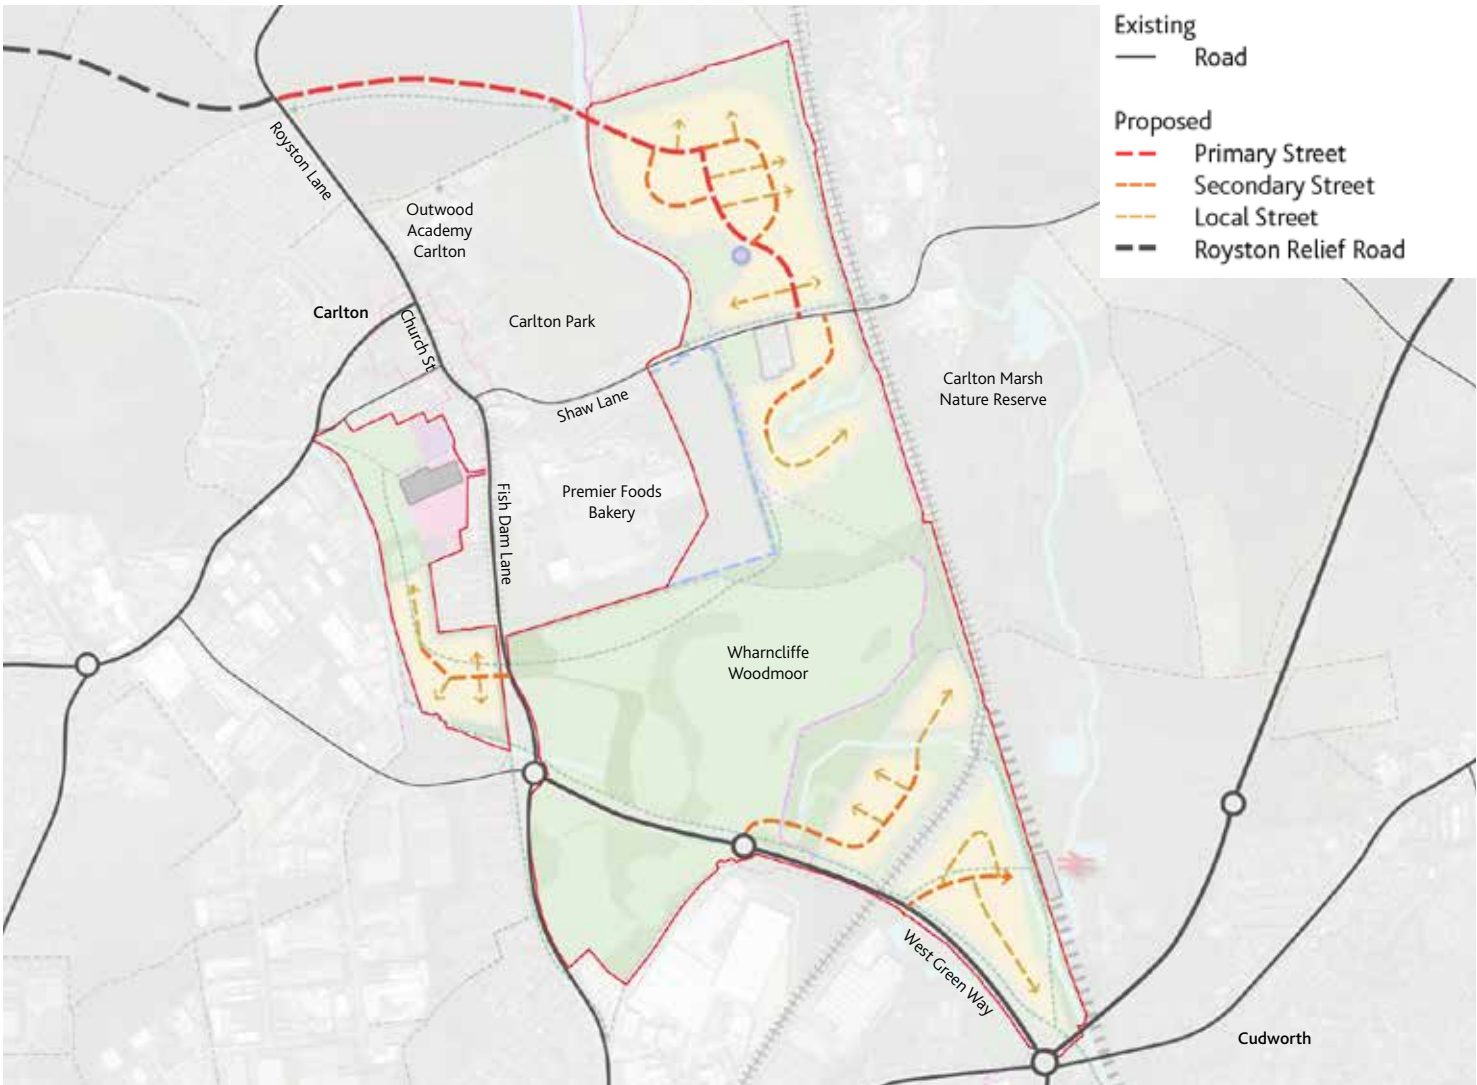 Existing
Road
Proposed
Primary Street
Secondary Street
Local Street
Royston Relief Road
Royston Lane
Outwood
Academy
Carlton
Carlton
Church St
Carlton Park
Shaw Lane
Carlton Marsh
Nature Reserve
Premier Foods
Bakery
Fish Dam Lane
Wharncliffe
Woodmoor
West Green Way
Cudworth